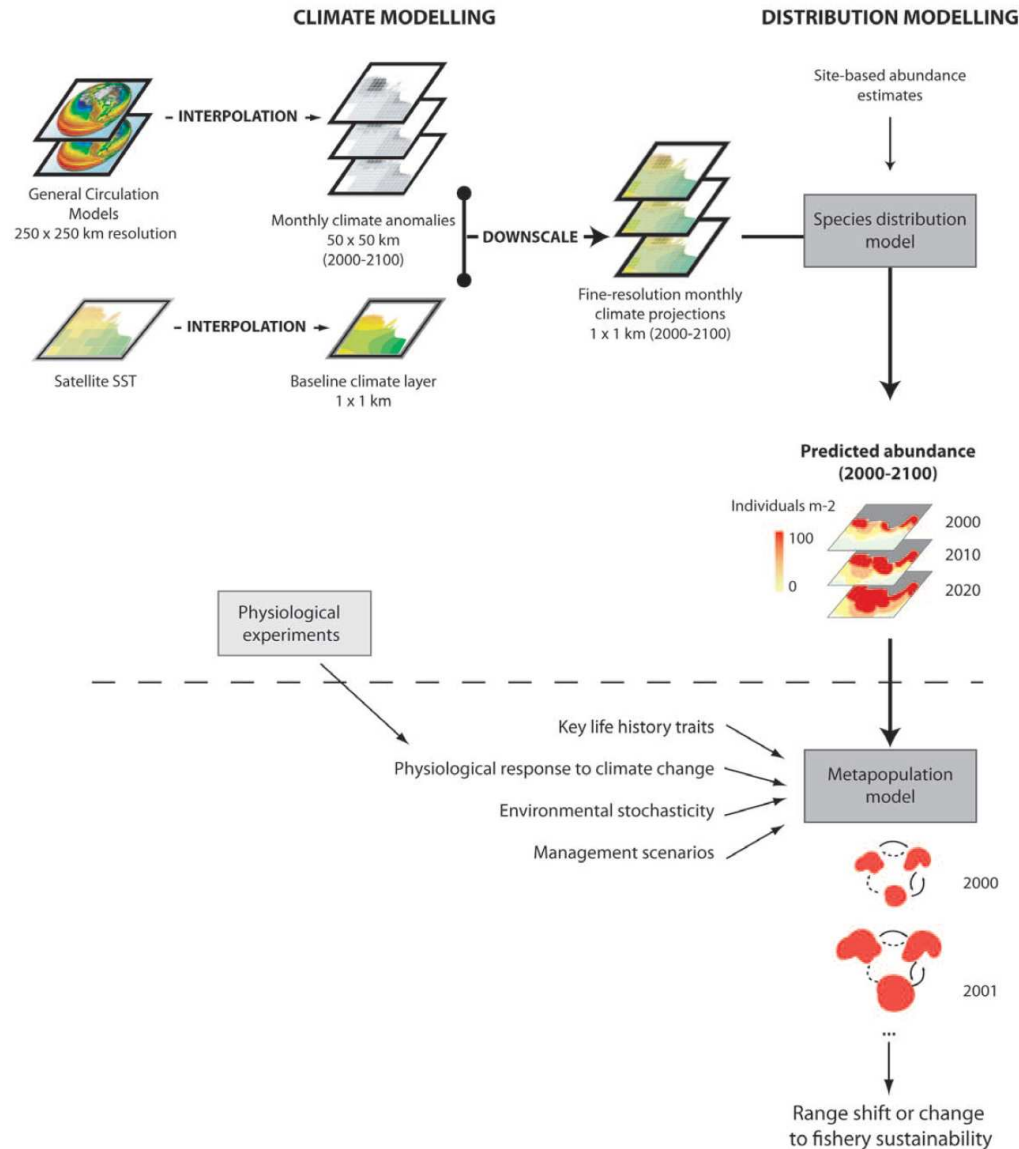 CLIMATE MODELLING
DISTRIBUTION MODELLING
– INTERPOLATION
General Circulation
Models
250 x 250 km resolution
Monthly climate anomalies
50 x 50 km
(2000-2100)
DOWNSCALE
Fine-resolution monthly
climate projections
1 x 1 km (2000-2100)
Site-based abundance
estimates
Species distribution
model
– INTERPOLATION
Satellite SST
Baseline climate layer
1 x 1 km
Predicted abundance
(2000-2100)
Individuals m-2
100
0
2000
2010
2020
Physiological
experiments
Key life history traits
Physiological response to climate change
Environmental stochasticity
Management scenarios
Metapopulation
model
2000
2001
...
Range shift or change
to fishery sustainability